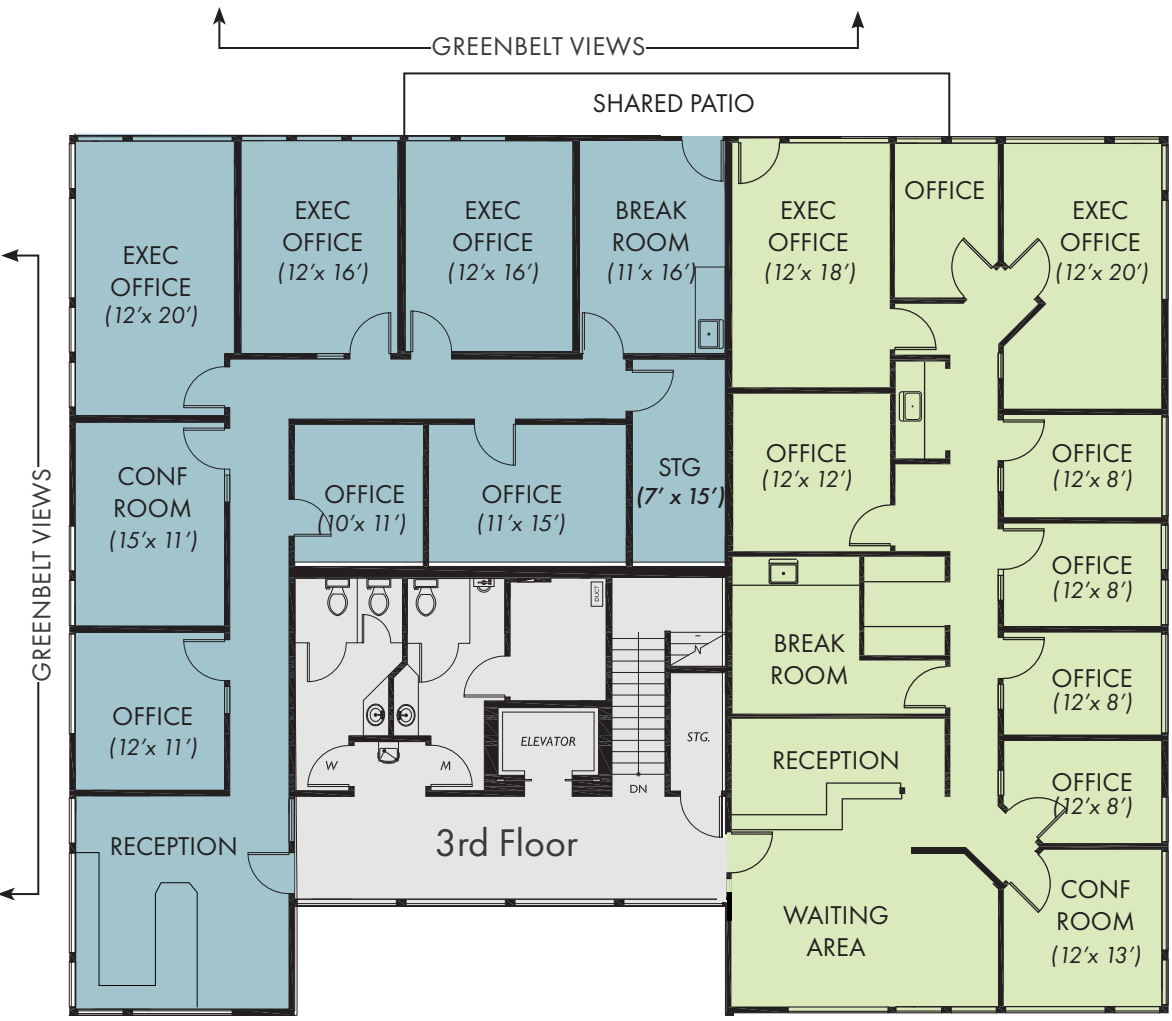 GREENBELT VIEWS
SHARED PATIO
GREENBELT VIEWS
EXEC
OFFICE
(12’x 20’)
EXEC
OFFICE
(12’x 16’)
EXEC
OFFICE
(12’x 16’)
BREAK
ROOM
(11’x 16’)
CONF
ROOM
(15’x 11’)
OFFICE
(10’x 11’)
OFFICE
(11’x 15’)
STG
(7’ x 15’)
OFFICE
(12’x 11’)
RECEPTION
EXEC
OFFICE
(12’x 18’)
OFFICE
EXEC
OFFICE
(12’x 20’)
OFFICE
(12’x 12’)
OFFICE
(12’x 8’)
OFFICE
(12’x 8’)
BREAK
ROOM
OFFICE
(12’x 8’)
RECEPTION
OFFICE
(12’x 8’)
WAITING
AREA
CONF
ROOM
(12’x 13’)
DUCT
N
ELEVATOR
STG.
W
M
DN
3rd Floor